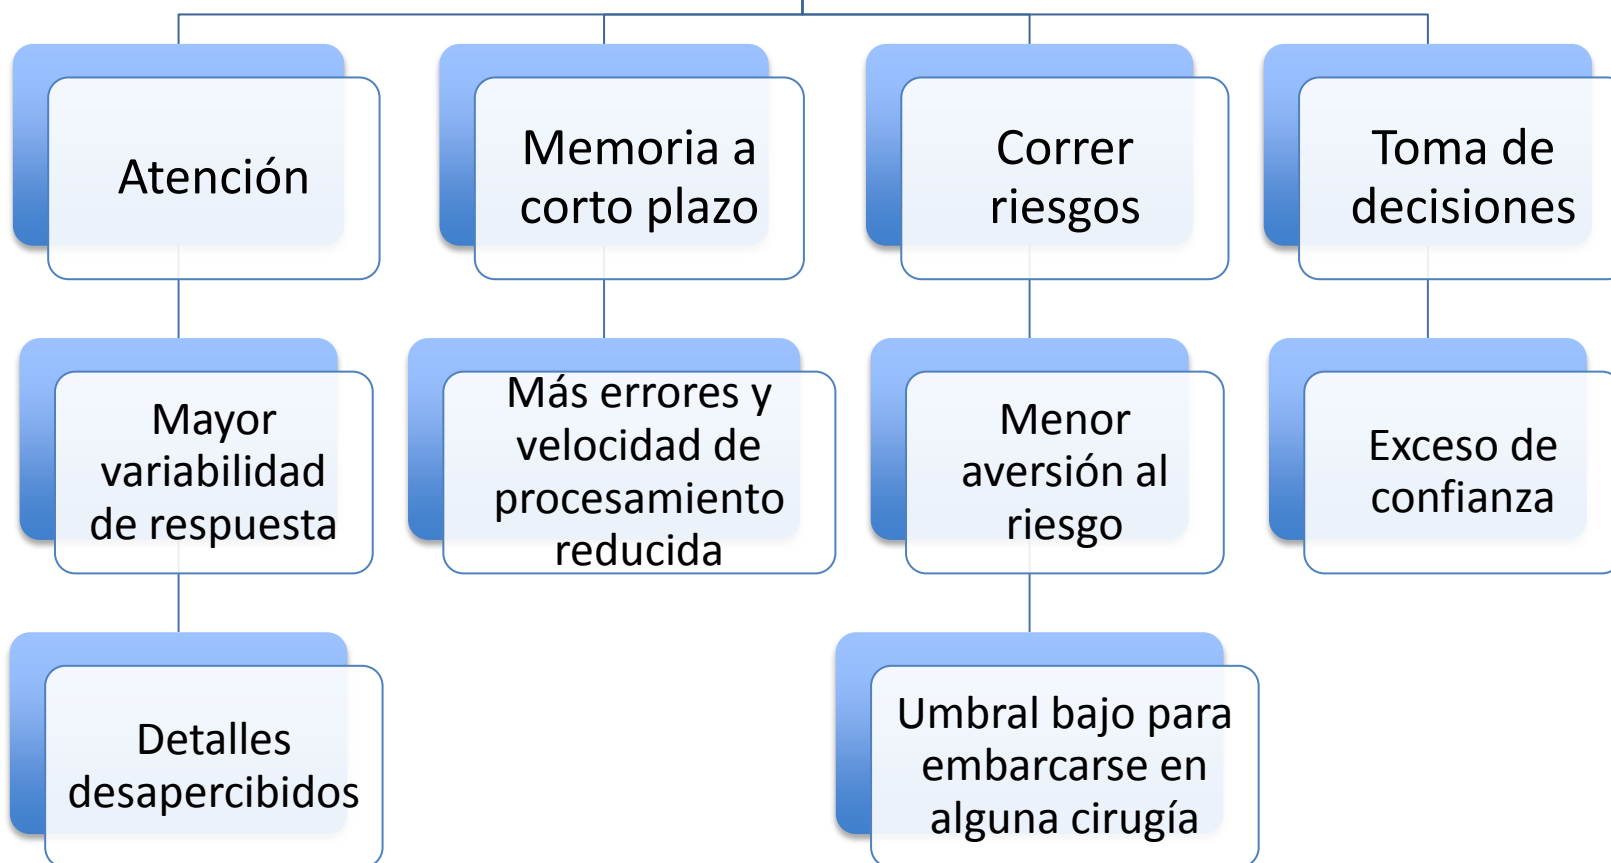 Atención
Memoria a
corto plazo
Correr
riesgos
Toma de
decisiones
Mayor
variabilidad
de respuesta
Más errores y
velocidad de
procesamiento
reducida
Menor
aversión al
riesgo
Exceso de
confianza
Detalles
desapercibidos
Umbral bajo para
embarcarse en
alguna cirugía